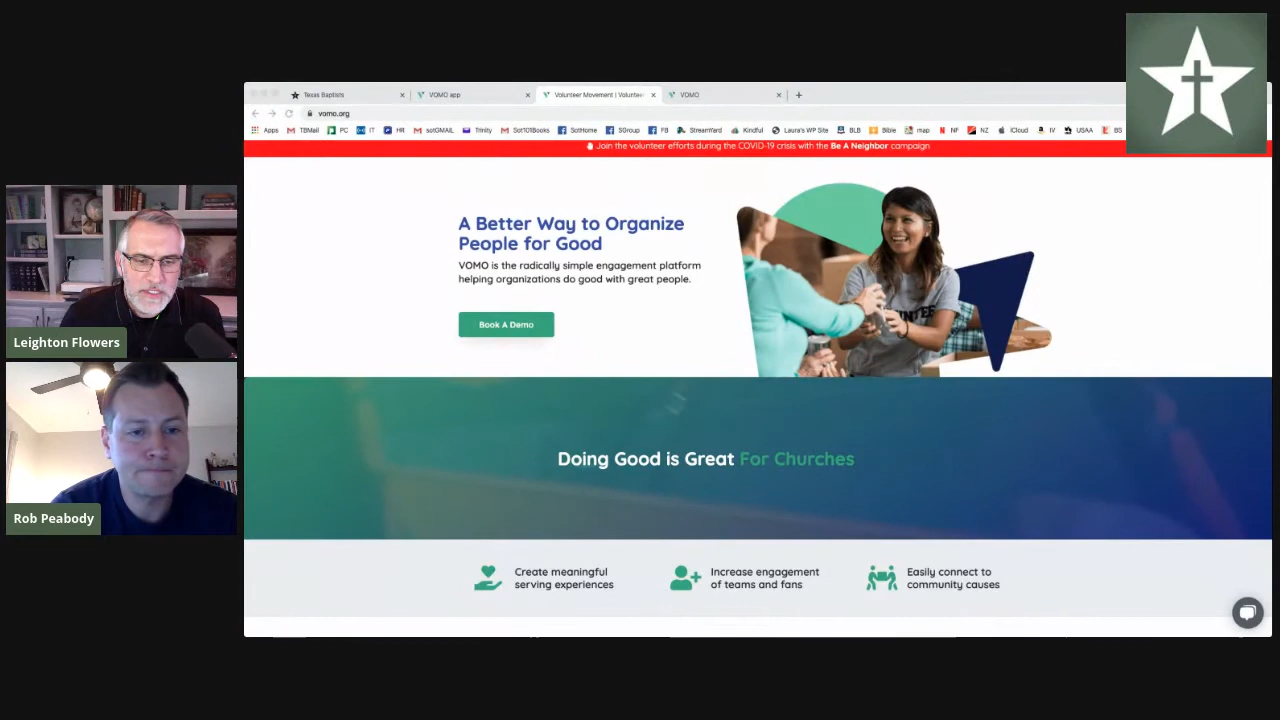 Texas Baptists
VOMO app
Volunteer Movement | Volunteer
VOMO
vomo.org
Apps TBMail PC IT HR sotGMAIL Trinity Sot101Books SotHome SGroup FB StreamYard Kindful Laura's WP Site BLB Bible map NF NZ iCloud IV USAA BS
Join the volunteer efforts during the COVID-19 crisis with the Be A Neighbor campaign
A Better Way to Organize
People for Good
VOMO is the radically simple engagement platform
helping organizations do good with great people.
Book A Demo
Leighton Flowers
Rob Peabody
Doing Good is Great For Churches
Create meaningful
serving experiences
Increase engagement
of teams and fans
Easily connect to
community causes